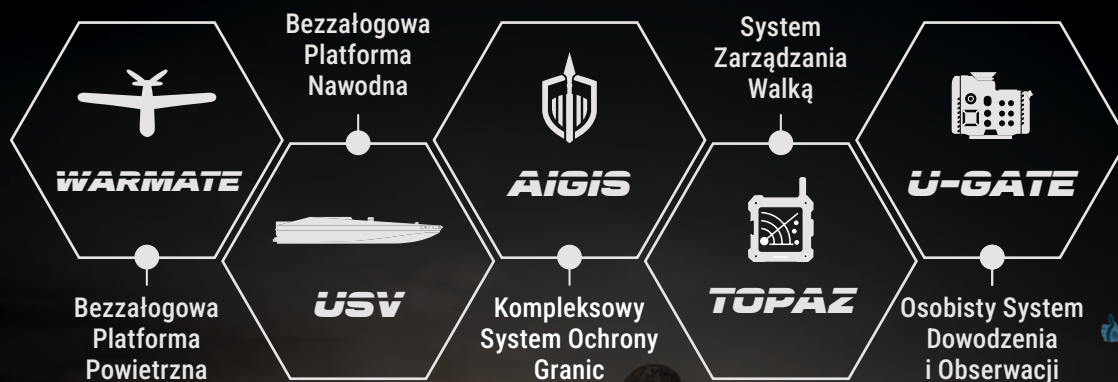 WARMATE
Bezzałogowa
Platforma
Powietrzna
Bezzałogowa
Platforma
Nawodna
USV
AIGIS
Kompleksowy
System Ochrony
Granic
System
Zarządzania
Walką
TOPAZ
U-GATE
Osobisty System
Dowodzenia
i Obserwacji